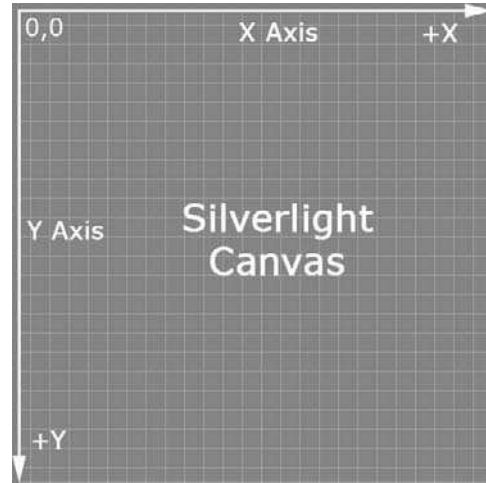 0,0 X Axis +X
Y Axis
Silverlight
Canvas
+Y